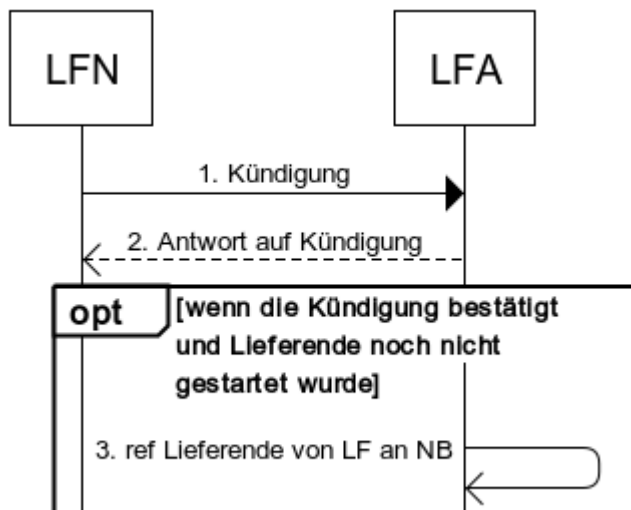 LFN
LFA
1. Kündigung
2. Antwort auf Kündigung
opt
[wenn die Kündigung bestätigt
und Lieferende noch nicht
gestartet wurde]
3. ref Lieferende von LF an NB